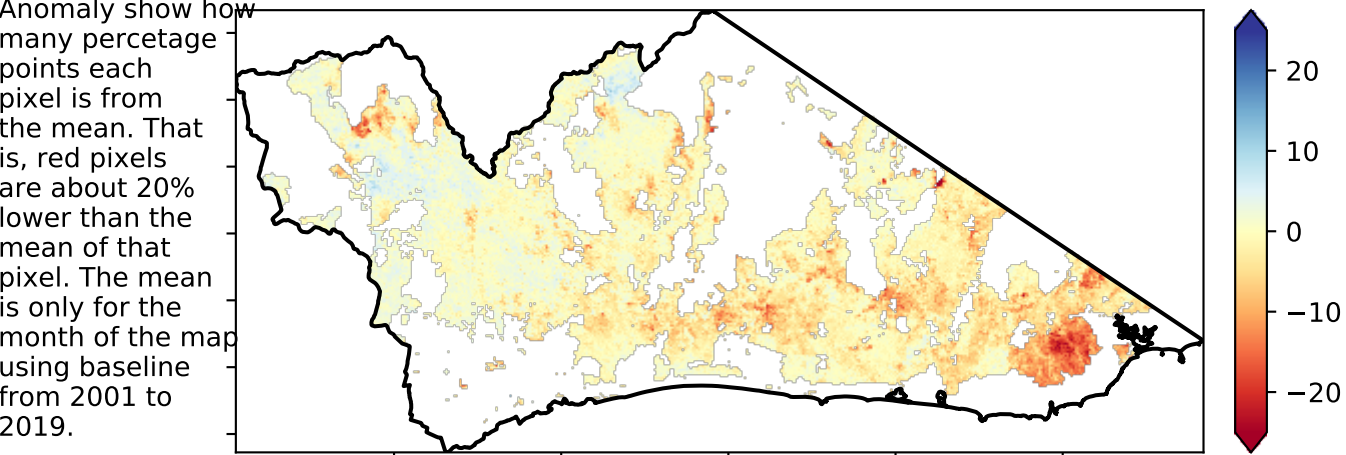 Anomaly show how
many percetage
points each
pixel is from
the mean. That
is, red pixels
are about 20%
lower than the
mean of that
pixel. The mean
is only for the
month of the map
using baseline
from 2001 to
2019.
20
10
0
−10
−20